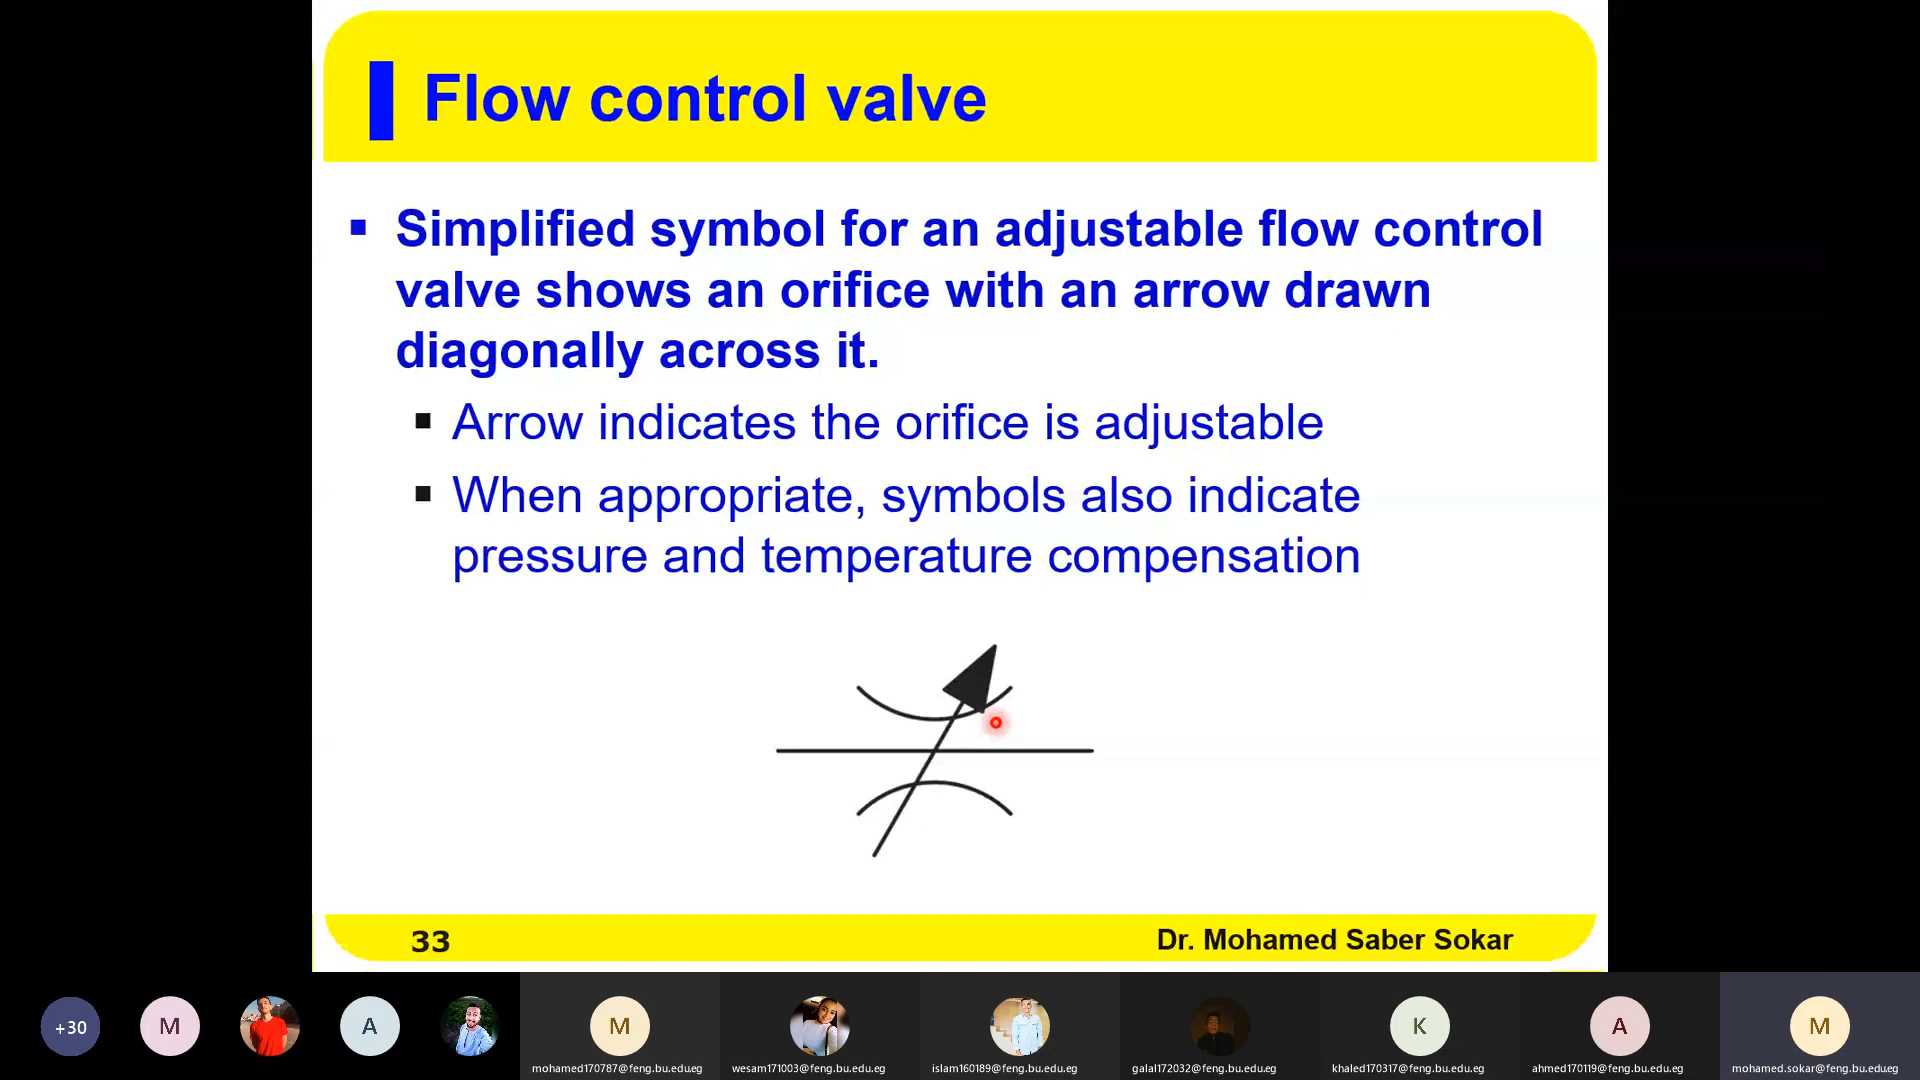 Flow control valve
▪ Simplified symbol for an adjustable flow control
valve shows an orifice with an arrow drawn
diagonally across it.
▪ Arrow indicates the orifice is adjustable
▪ When appropriate, symbols also indicate
pressure and temperature compensation
33
Dr. Mohamed Saber Sokar
+30
M
A
M
K
A
M
mohamed170787@feng.bu.edu.eg
wesam171003@feng.bu.edu.eg
islam160189@feng.bu.edu.eg
galal172032@feng.bu.edu.eg
khaled170317@feng.bu.edu.eg
ahmed170119@feng.bu.edu.eg
mohamed.sokar@feng.bu.edu.eg